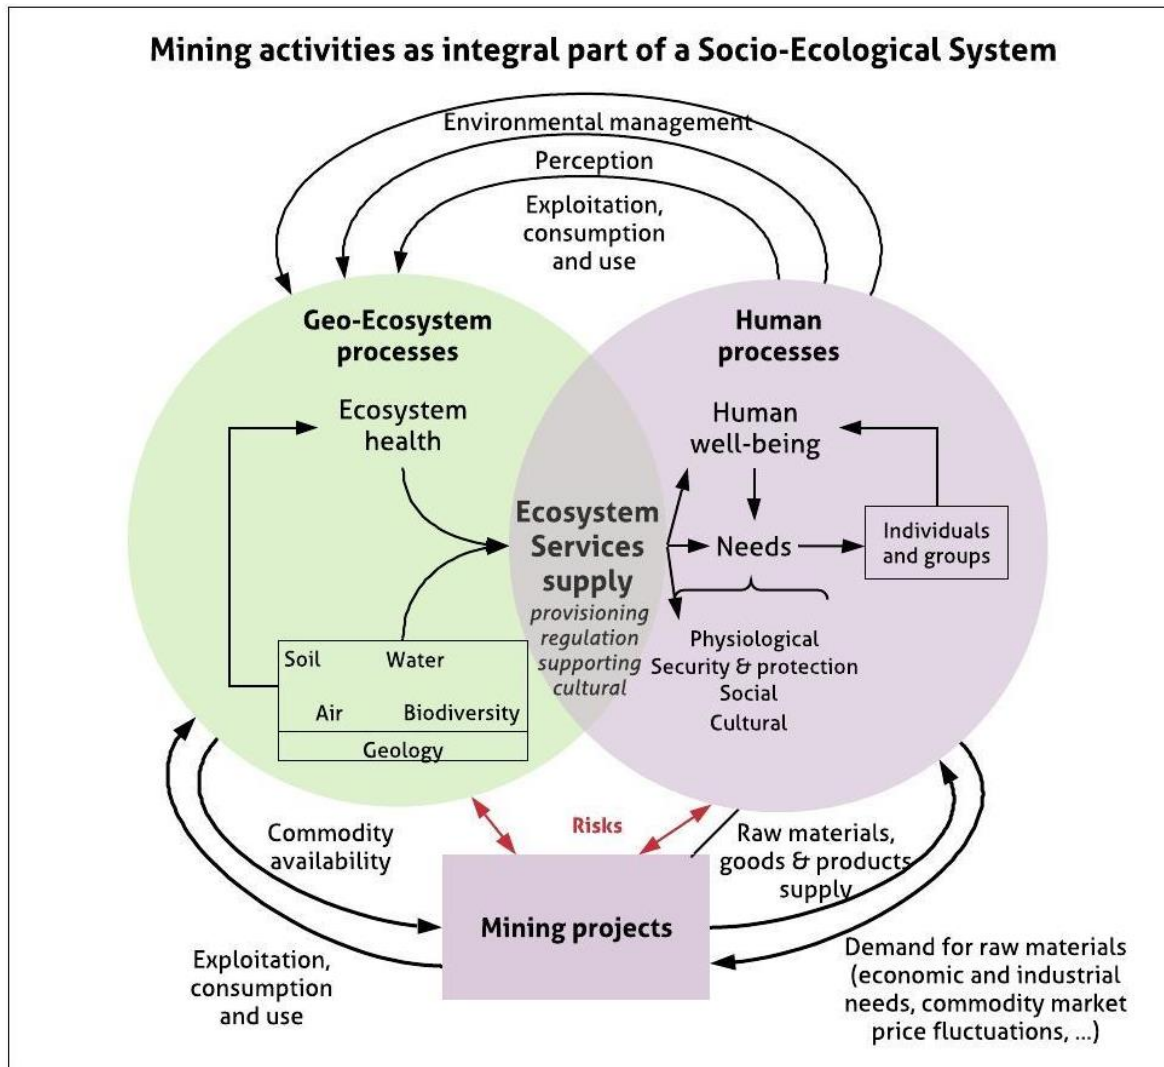 Mining activities as integral part of a Socio-Ecological System
Environmental management
Perception
Exploitation,
consumption
and use
Geo-Ecosystem
processes
Ecosystem
health
Soil
Water
Air
Biodiversity
Geology
Ecosystem
Services
supply
provisioning
regulation
supporting
cultural
Human
processes
Human
well-being
Needs
Individuals
and groups
Physiological
Security & protection
Social
Cultural
Commodity
availability
Exploitation,
consumption
and use
Risks
Mining projects
Raw materials,
goods & products
supply
Demand for raw materials
(economic and industrial
needs, commodity market
price fluctuations, ...)